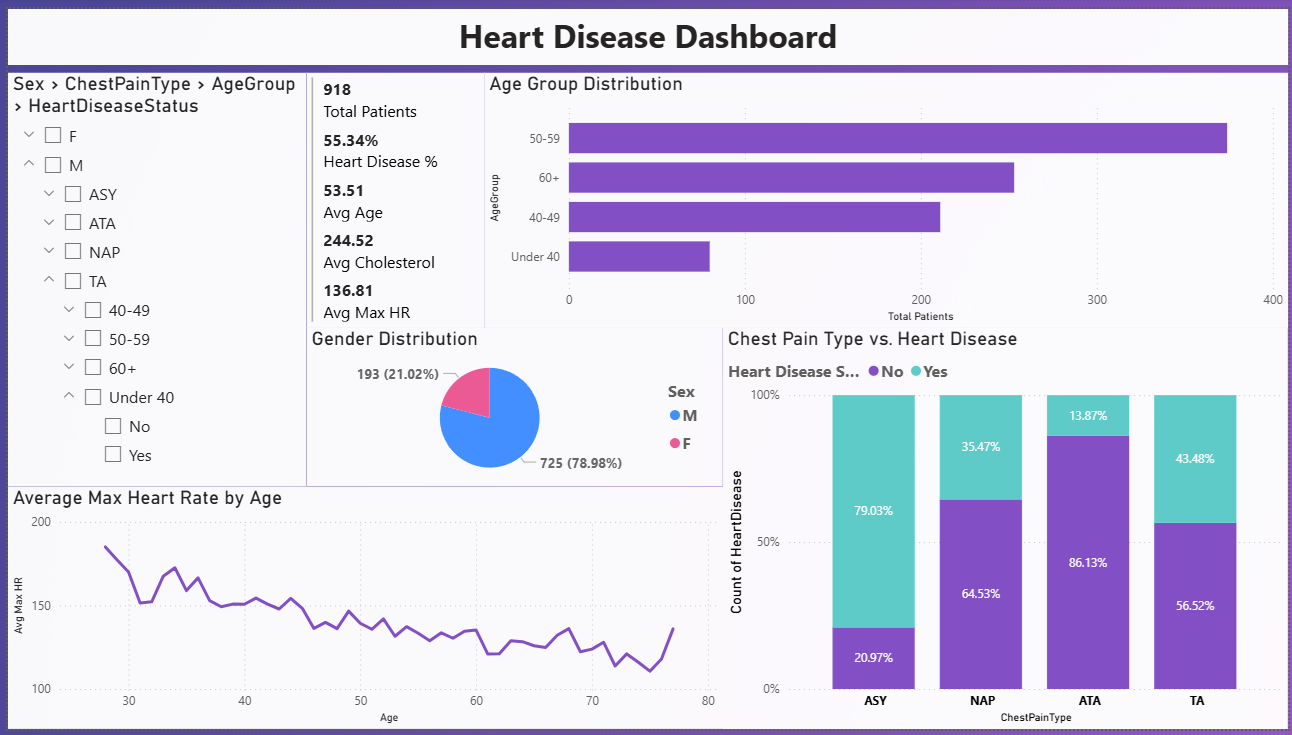 Heart Disease Dashboard
Sex > ChestPainType > AgeGroup
> HeartDiseaseStatus
F
M
ASY
ATA
NAP
TA
40-49
50-59
60+
Under 40
No
Yes
918
Total Patients
55.34%
Heart Disease %
53.51
Avg Age
244.52
Avg Cholesterol
136.81
Avg Max HR
Age Group Distribution
AgeGroup
50-59
60+
40-49
Under 40
0 100 200 300 400
Total Patients
Gender Distribution
193 (21.02%)
725 (78.98%)
Sex
M
F
Average Max Heart Rate by Age
Avg Max HR
200
150
100
30 40 50 60 70 80
Age
Chest Pain Type vs. Heart Disease
Heart Disease S... No Yes
Count of HeartDisease
100%
50%
0%
79.03%
20.97%
35.47%
64.53%
13.87%
86.13%
43.48%
56.52%
ASY NAP ATA TA
ChestPainType